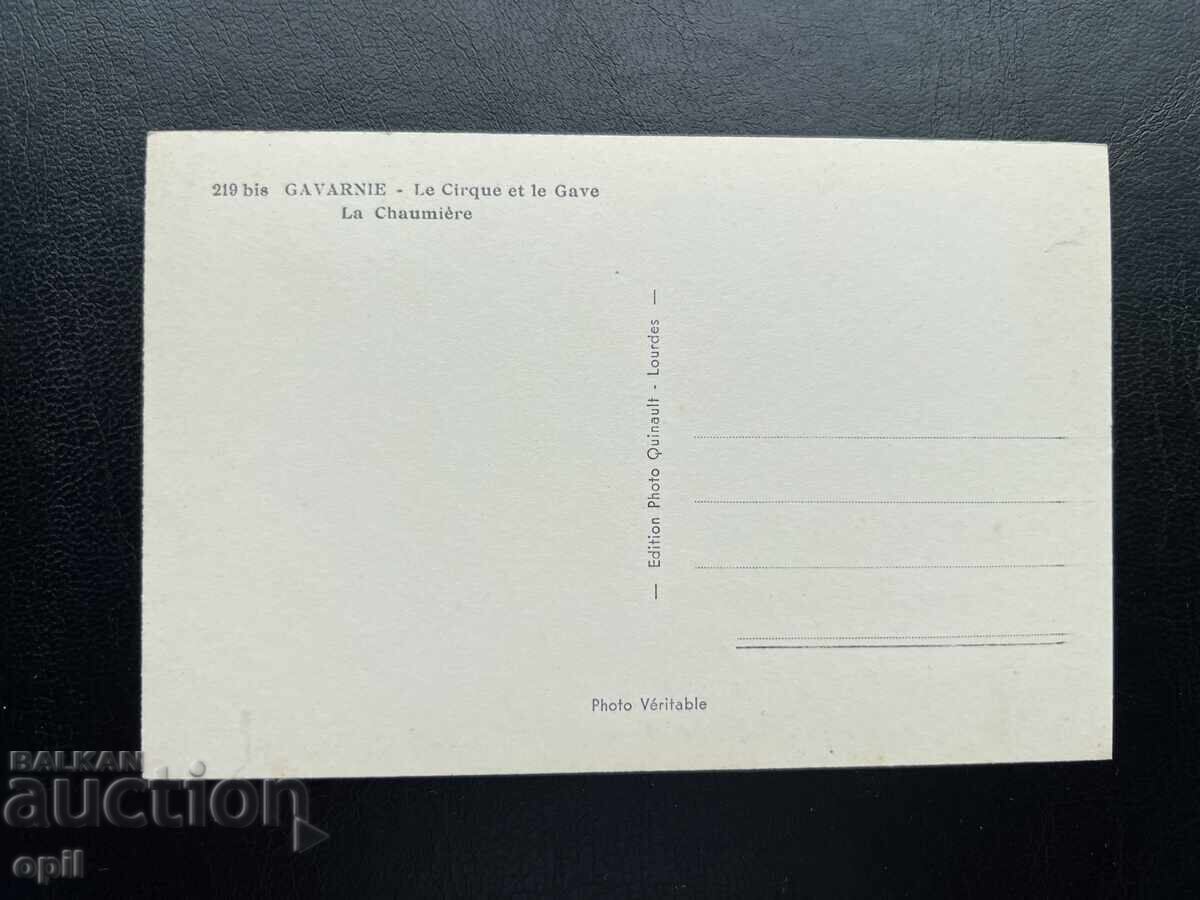 219 bis GAVARNIE - Le Cirque et le Gave
La Chaumière
— Edition Photo Quinault - Lourdes —
Photo Véritable
BALKAN
auction
opil